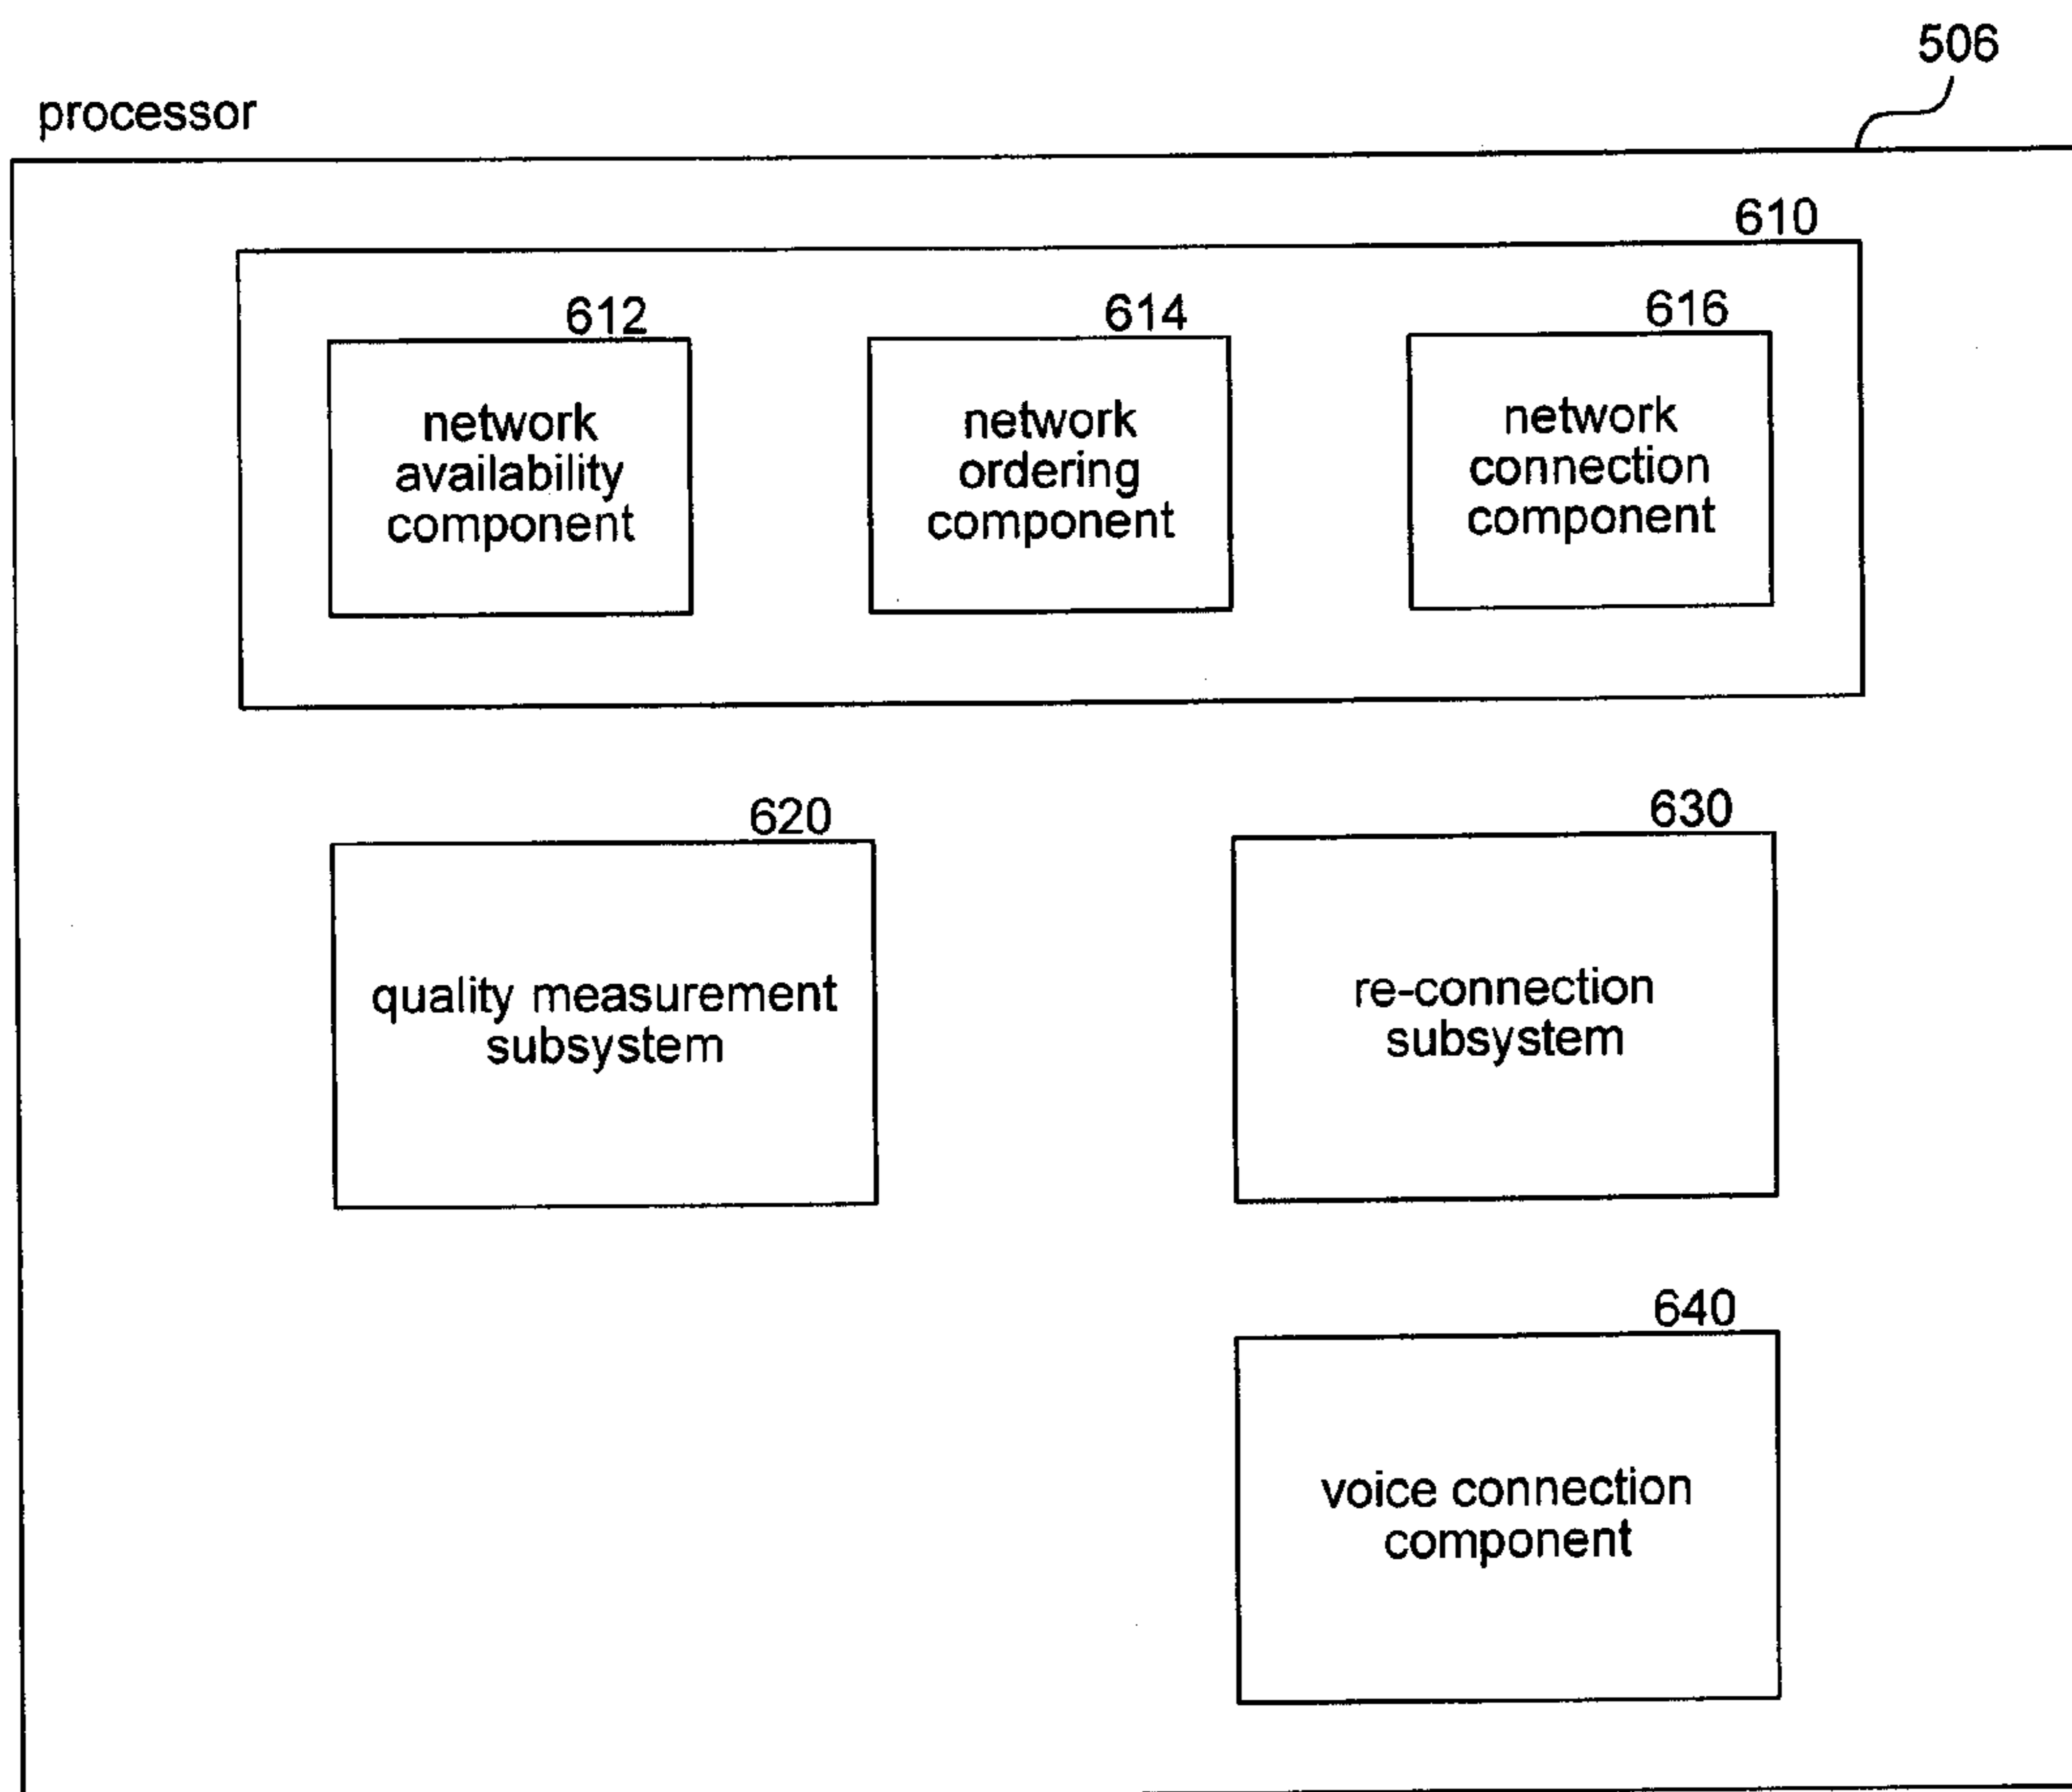 506
processor
610
612
614
616
network
availability
component
network
ordering
component
network
connection
component
620
630
quality measurement
subsystem
re-connection
subsystem
640
voice connection
component